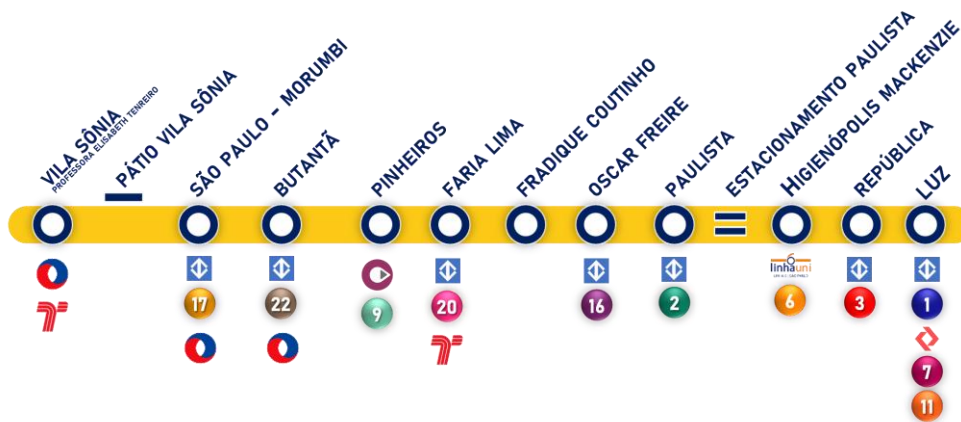 VILA SÔNIA
PROFESSORA ELISABETH TENREIRO
PÁTIO VILA SÔNIA
SÃO PAULO - MORUMBI
BUTANTÃ
PINHEIROS
FARIA LIMA
FRADIQUE COUTINHO
OSCAR FREIRE
PAULISTA
ESTACIONAMENTO PAULISTA
HIGIENÓPOLIS MACKENZIE
REPÚBLICA
LUZ
linhauni
17
22
9
20
16
2
6
3
1
7
11